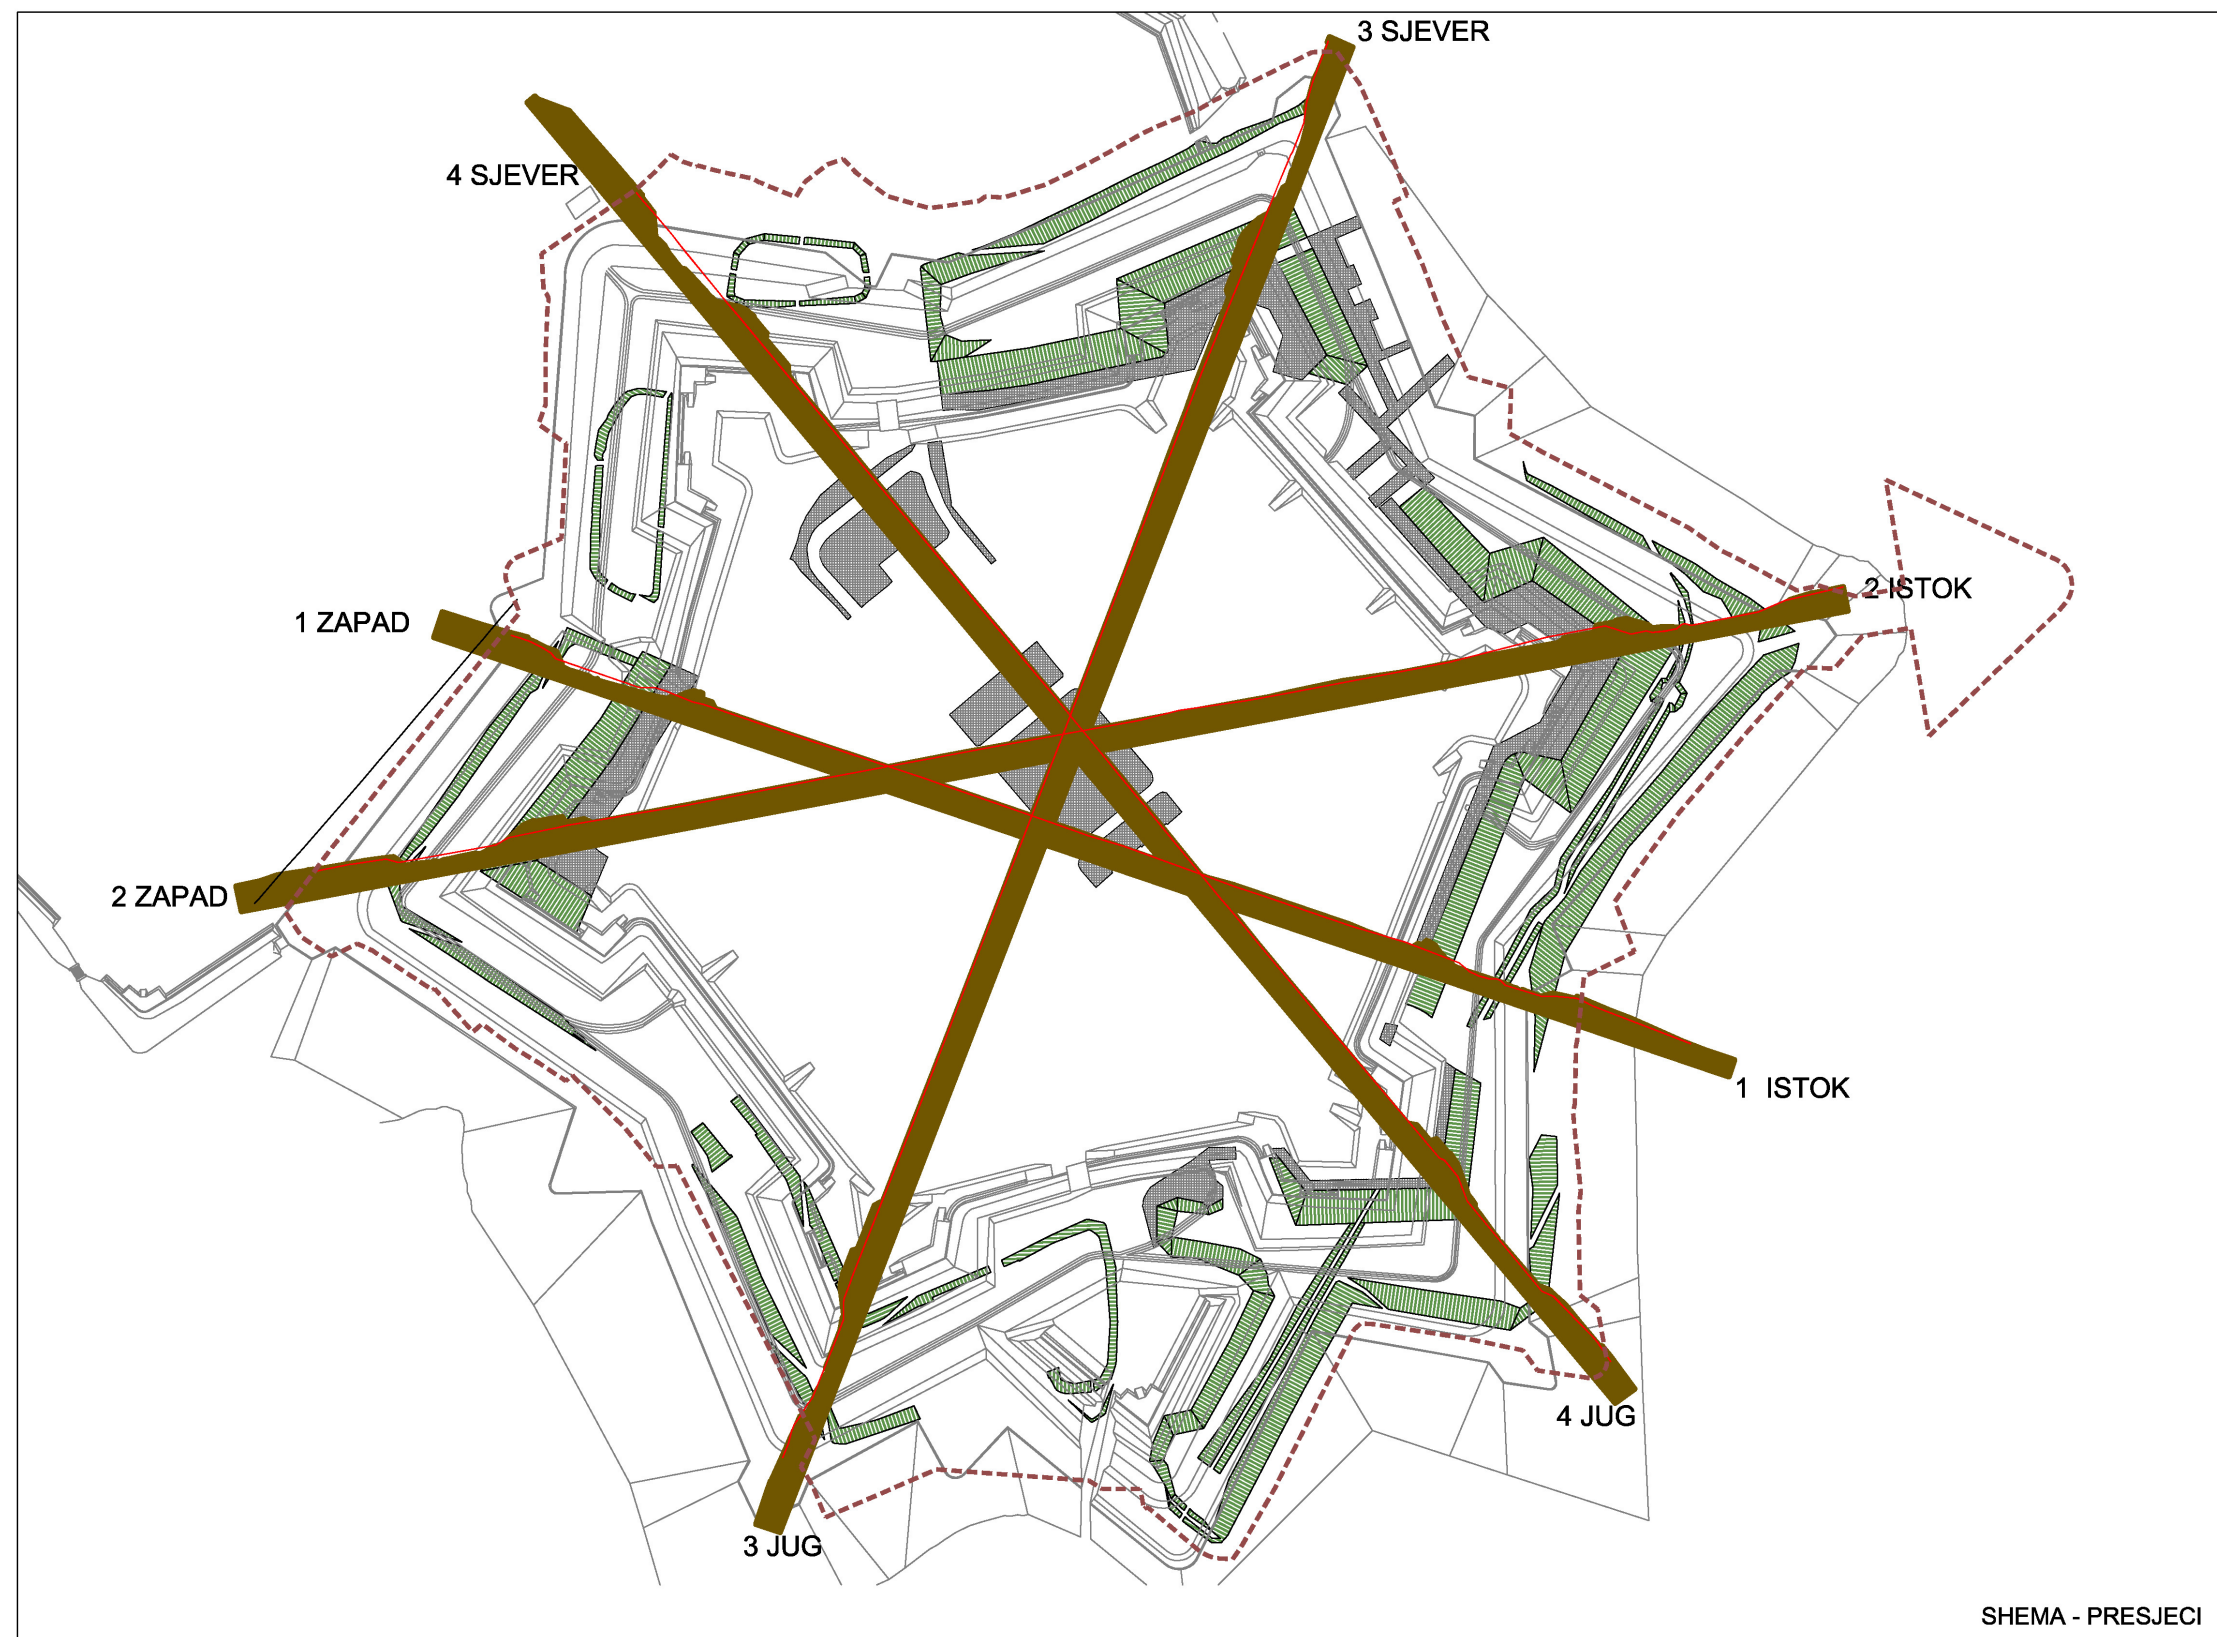 3 SJEVER
4 SJEVER
2 ISTOK
1 ZAPAD
2 ZAPAD
1 ISTOK
4 JUG
3 JUG
SHEMA - PRESJECI